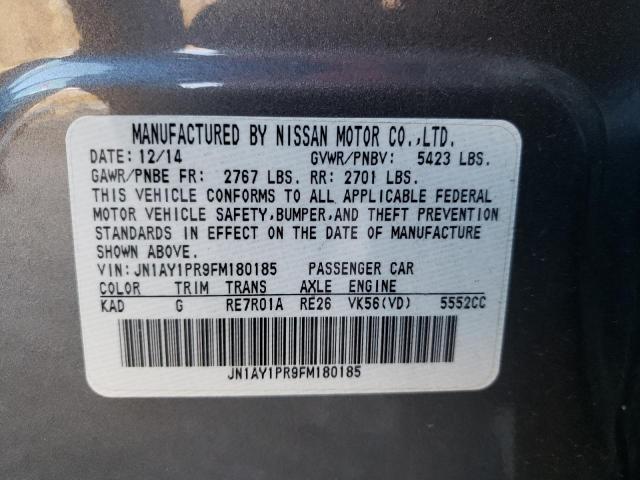 MANUFACTURED BY NISSAN MOTOR CO.,LTD.
DATE: 12/14 GVWR/PNBV: 5423 LBS.
GAWR/PNBE FR: 2767 LBS. RR: 2701 LBS.
THIS VEHICLE CONFORMS TO ALL APPLICABLE FEDERAL
MOTOR VEHICLE SAFETY,BUMPER,AND THEFT PREVENTION
STANDARDS IN EFFECT ON THE DATE OF MANUFACTURE
SHOWN ABOVE.
VIN: JN1AY1PR9FM180185 PASSENGER CAR
COLOR TRIM TRANS AXLE ENGINE
KAD G RE7R01A RE26 VK56(VD) 5552CC
JN1AY1PR9FM180185